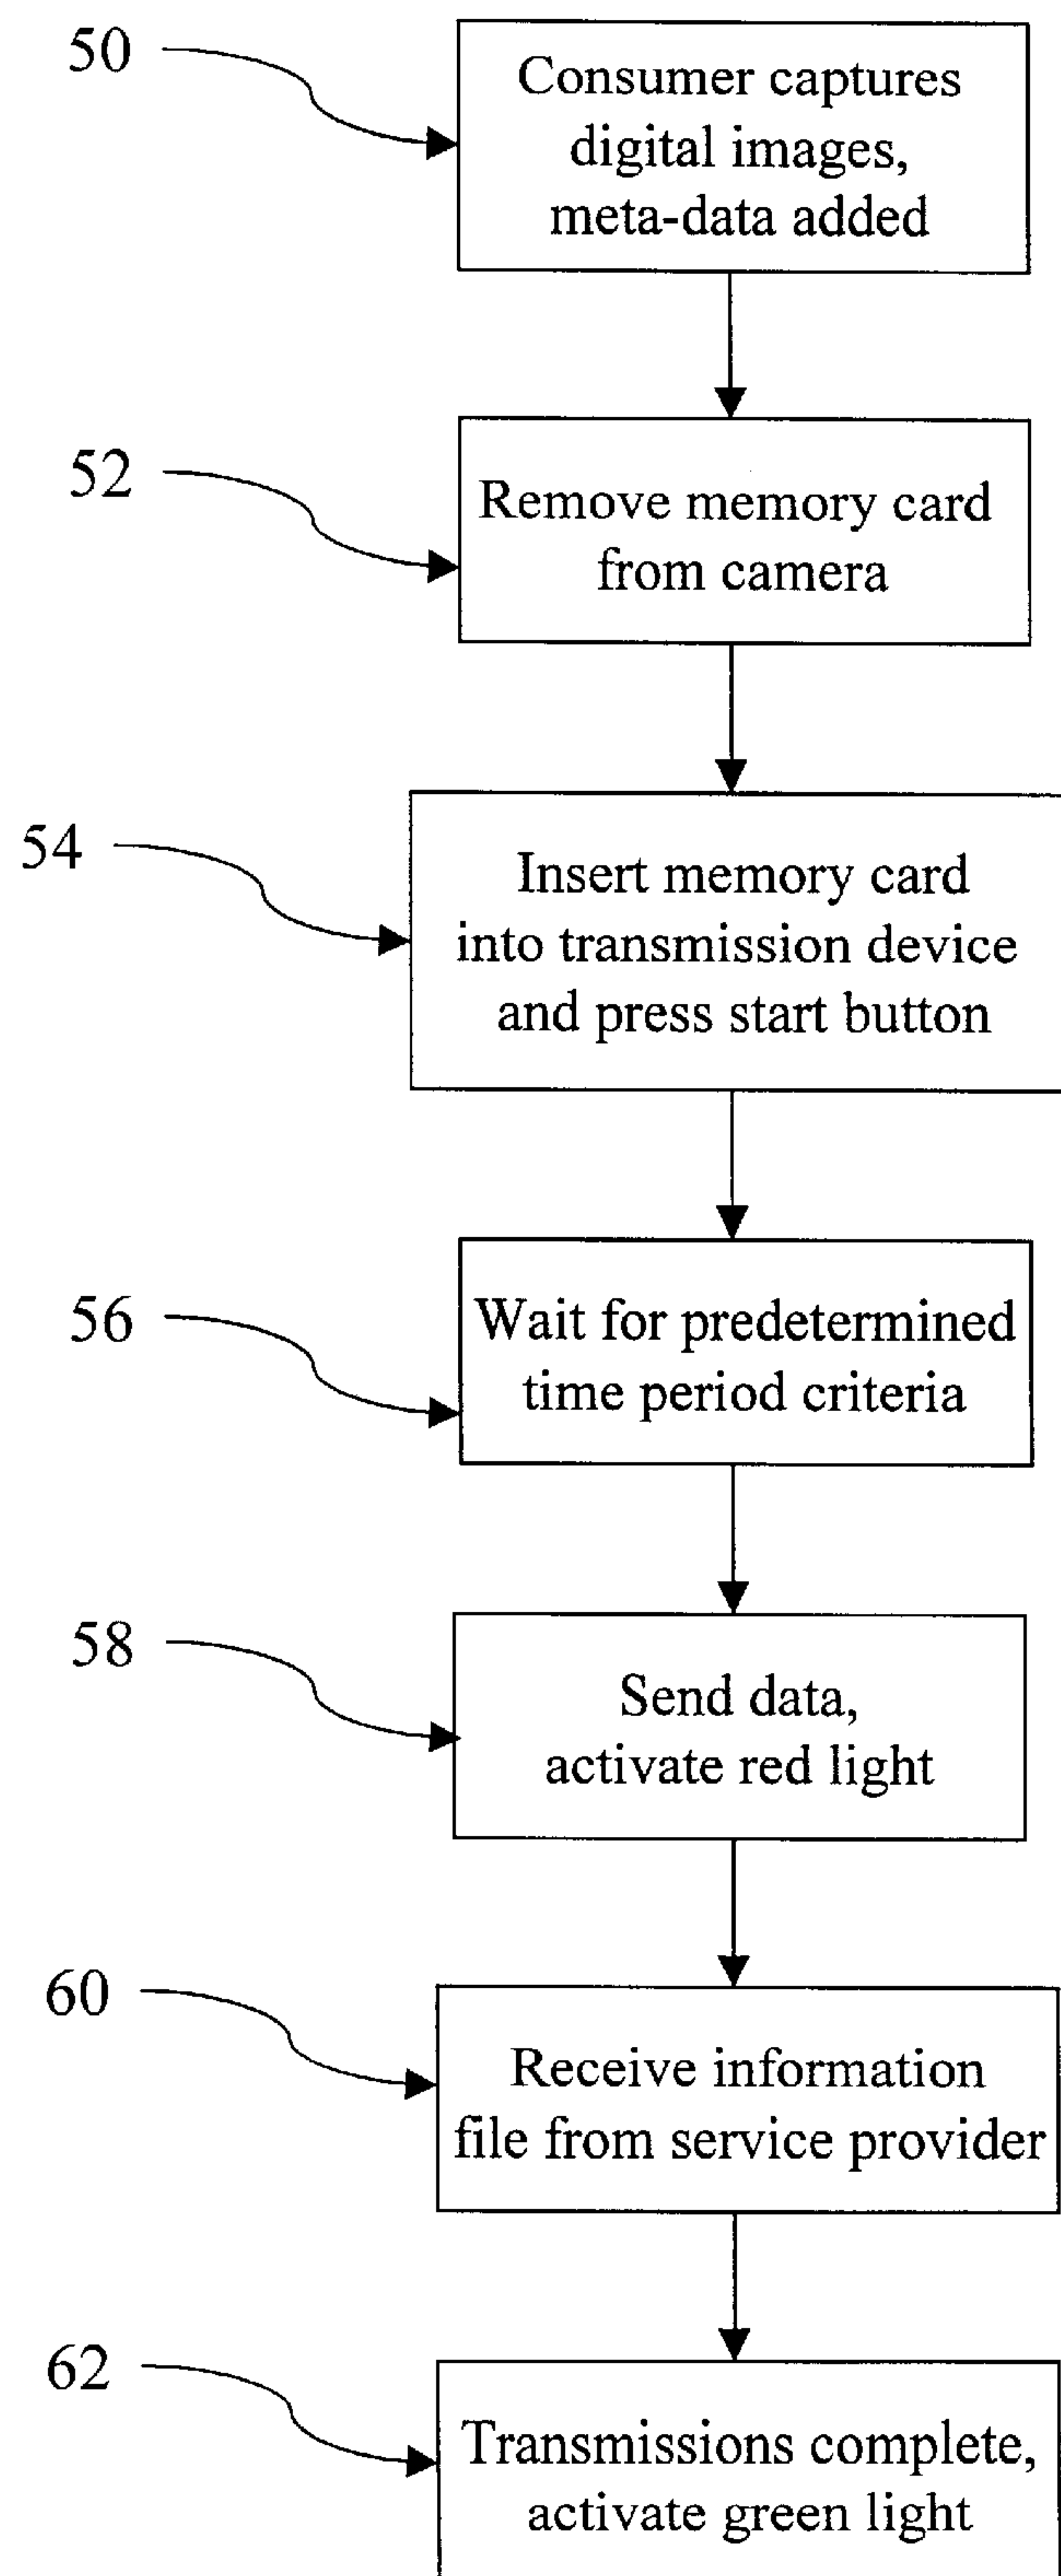 50
Consumer captures
digital images,
meta-data added
52
Remove memory card
from camera
54
Insert memory card
into transmission device
and press start button
56
Wait for predetermined
time period criteria
58
Send data,
activate red light
60
Receive information
file from service provider
62
Transmissions complete,
activate green light